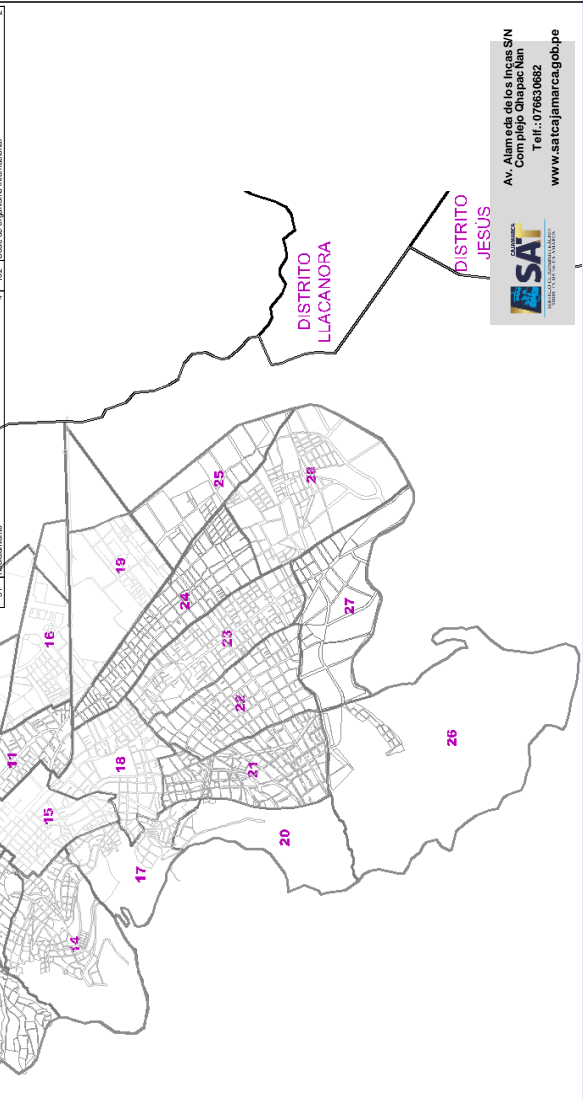 16
11
19
25
15
18
24
28
23
27
22
14
17
21
26
20
DISTRITO
LLACANORA
DISTRITO
JESÚS
CAJAMARCA
SAT
Av. Alameda de los Incas S/N
Complejo Qhapac Ñan
Telf.: 076630682
www.satcajamarca.gob.pe